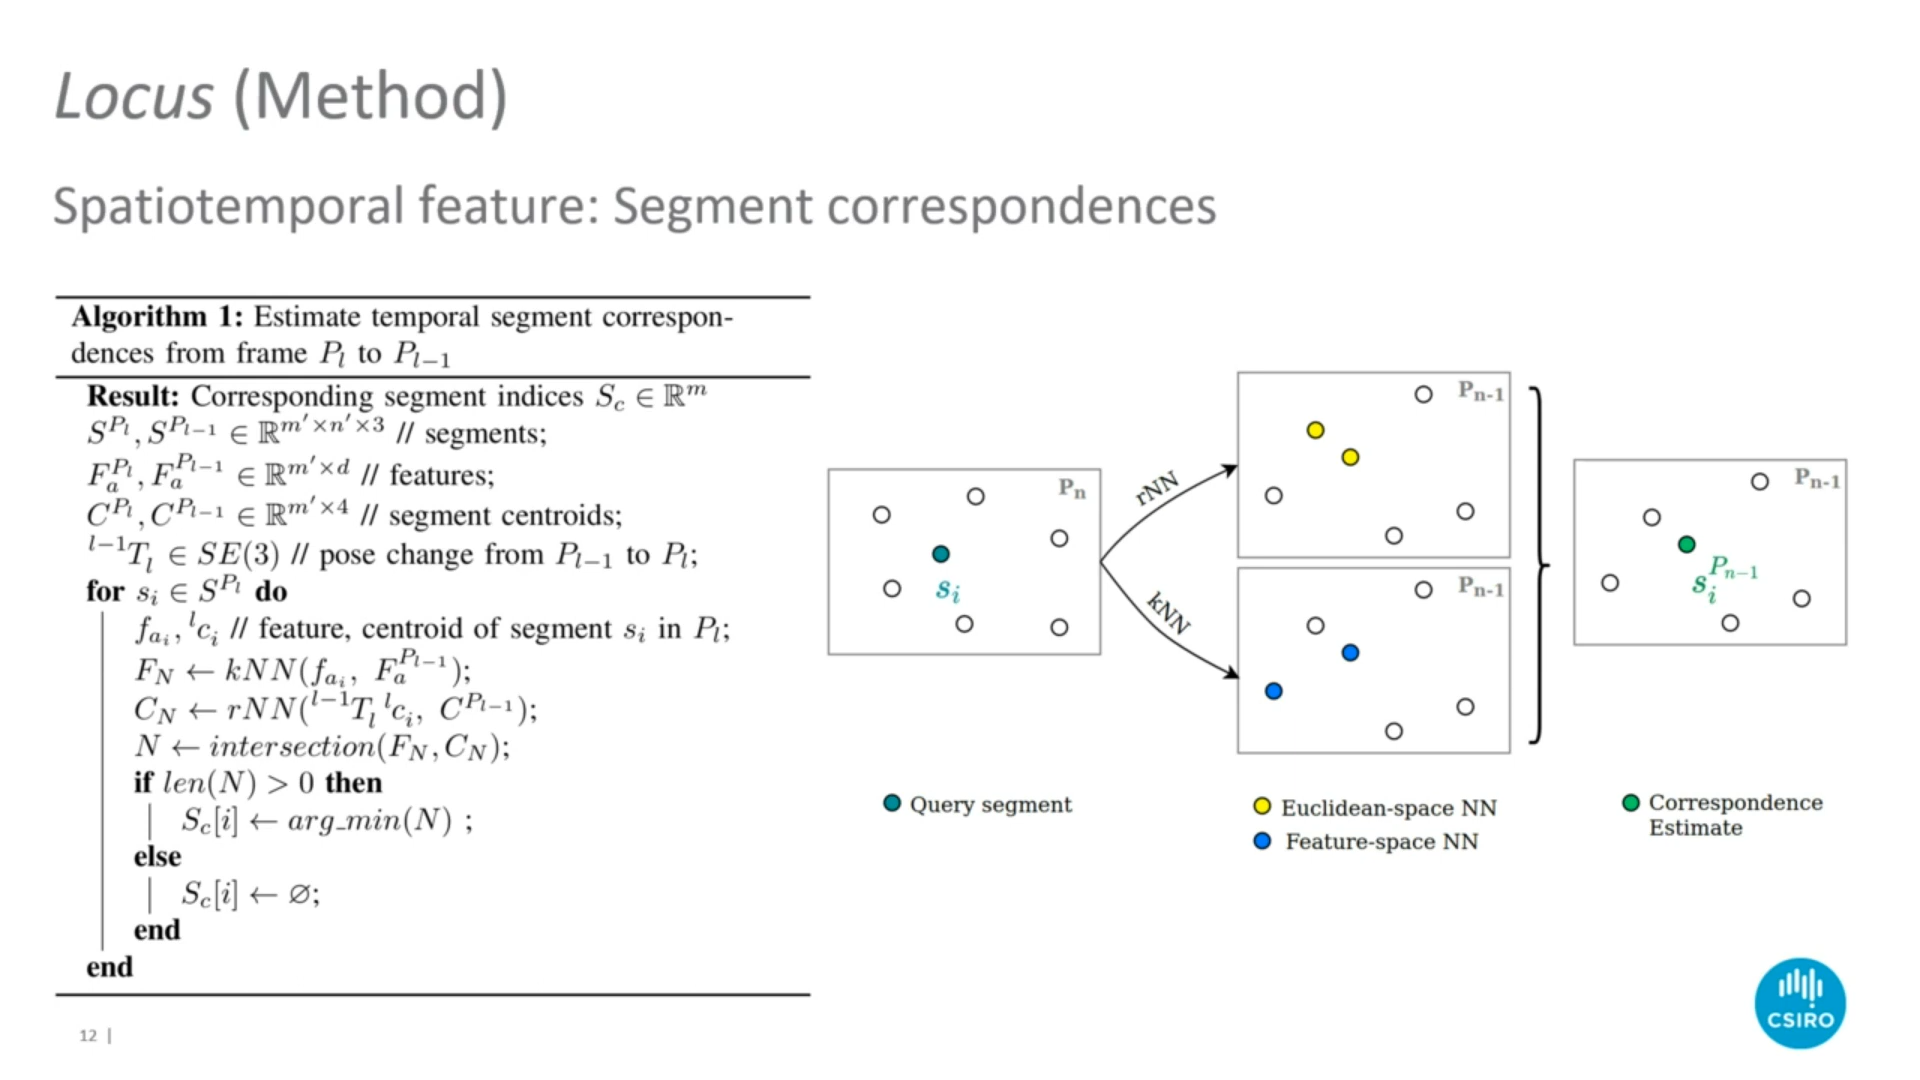 Locus (Method)
Spatiotemporal feature: Segment correspondences
Algorithm 1: Estimate temporal segment correspon-
dences from frame P_l to P_{l−1}
Result: Corresponding segment indices S_c ∈ ℝ^m
S^{P_l}, S^{P_{l−1}} ∈ ℝ^{m′×n′×3} // segments;
F_a^{P_l}, F_a^{P_{l−1}} ∈ ℝ^{m′×d} // features;
C^{P_l}, C^{P_{l−1}} ∈ ℝ^{m′×4} // segment centroids;
^{l−1}T_l ∈ SE(3) // pose change from P_{l−1} to P_l;
for s_i ∈ S^{P_l} do
f_{a_i}, ^lc_i // feature, centroid of segment s_i in P_l;
F_N ← kNN(f_{a_i}, F_a^{P_{l−1}});
C_N ← rNN(^{l−1}T_l ^lc_i, C^{P_{l−1}});
N ← intersection(F_N, C_N);
if len(N) > 0 then
S_c[i] ← arg_min(N) ;
else
S_c[i] ← ∅;
end
end
P_n
s_i
Query segment
rNN
kNN
P_{n-1}
P_{n-1}
Euclidean-space NN
Feature-space NN
P_{n-1}
s_i^{P_{n−1}}
Correspondence
Estimate
12 |
CSIRO